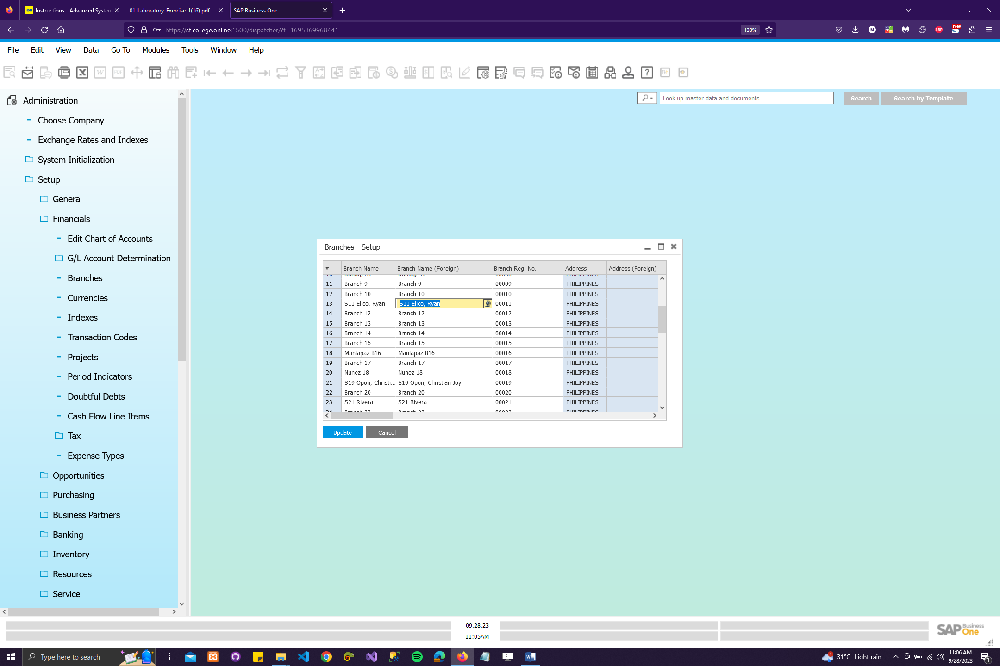 Instructions - Advanced System
01_Laboratory_Exercise_1(16).pdf
SAP Business One
https://sticollege.online:1500/dispatcher/?t=1695869968441
133%
File Edit View Data Go To Modules Tools Window Help
Look up master data and documents
Search
Search by Template
Administration
Choose Company
Exchange Rates and Indexes
System Initialization
Setup
General
Financials
Edit Chart of Accounts
G/L Account Determination
Branches
Currencies
Indexes
Transaction Codes
Projects
Period Indicators
Doubtful Debts
Cash Flow Line Items
Tax
Expense Types
Opportunities
Purchasing
Business Partners
Banking
Inventory
Resources
Service
Branches - Setup
# Branch Name Branch Name (Foreign) Branch Reg. No. Address Address (Foreign)
11 Branch 9 Branch 9 00009 PHILIPPINES
12 Branch 10 Branch 10 00010 PHILIPPINES
13 S11 Elico, Ryan S11 Elico, Ryan 00011 PHILIPPINES
14 Branch 12 Branch 12 00012 PHILIPPINES
15 Branch 13 Branch 13 00013 PHILIPPINES
16 Branch 14 Branch 14 00014 PHILIPPINES
17 Branch 15 Branch 15 00015 PHILIPPINES
18 Manlapaz B16 Manlapaz B16 00016 PHILIPPINES
19 Branch 17 Branch 17 00017 PHILIPPINES
20 Nunez 18 Nunez 18 00018 PHILIPPINES
21 S19 Opon, Christi... S19 Opon, Christian Joy 00019 PHILIPPINES
22 Branch 20 Branch 20 00020 PHILIPPINES
23 S21 Rivera S21 Rivera 00021 PHILIPPINES
Update Cancel
09.28.23
11:05AM
SAP Business One
Type here to search
31°C Light rain
11:06 AM
9/28/2023